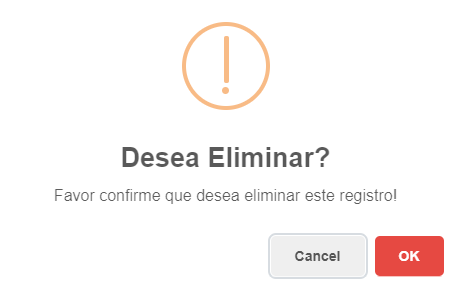 Desea Eliminar?
Favor confirme que desea eliminar este registro!
Cancel OK